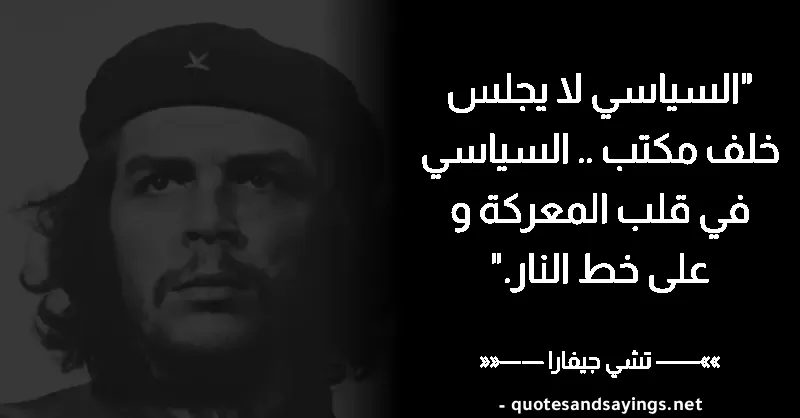 "السياسي لا يجلس
خلف مكتب .. السياسي
في قلب المعركة و
على خط النار."
»»——— تشي جيفارا ———««
- quotesandsayings.net